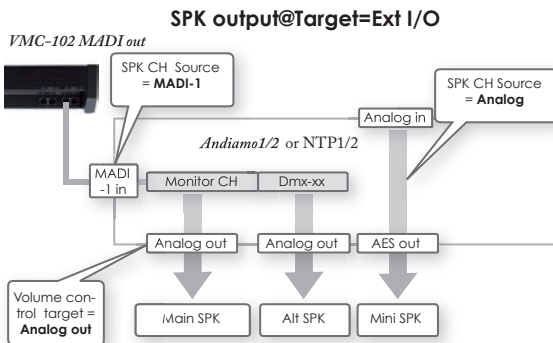 SPK output@Target=Ext I/O
VMC-102 MADI out
SPK CH Source
= MADI-1
SPK CH Source
= Analog
Analog in
Andiamo1/2 or NTP1/2
MADI
-1 in
Monitor CH
Dmx-xx
Analog out
Analog out
AES out
Volume con-
trol target =
Analog out
Main SPK
Alt SPK
Mini SPK